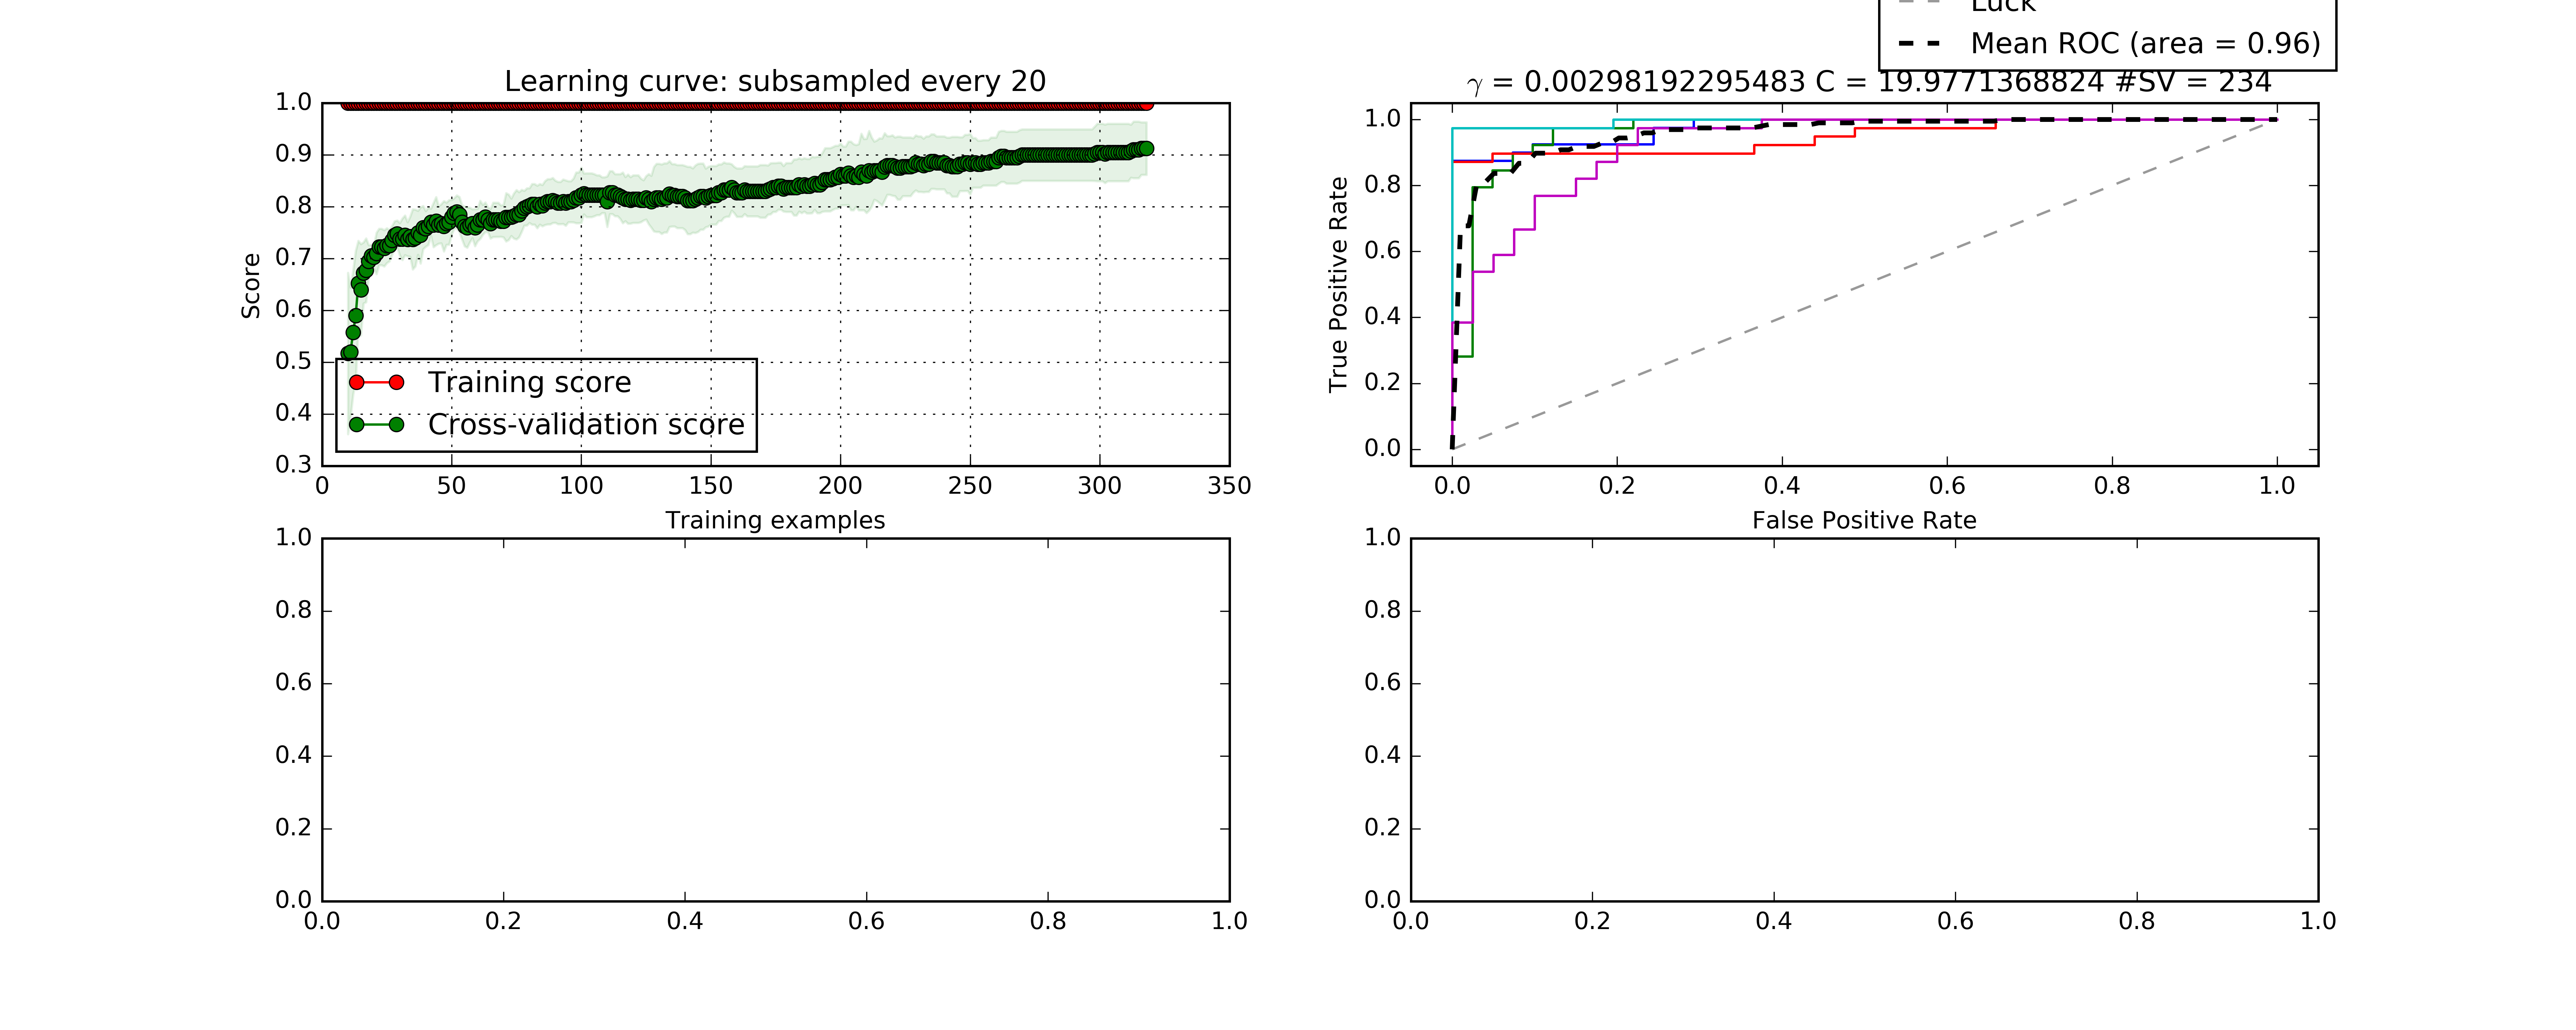 Luck
Mean ROC (area = 0.96)
Learning curve: subsampled every 20
1.0
0.9
0.8
0.7
0.6
0.5
0.4
0.3
Score
Training score
Cross-validation score
0 50 100 150 200 250 300 350
Training examples
γ = 0.00298192295483 C = 19.9771368824 #SV = 234
1.0
0.8
0.6
0.4
0.2
0.0
True Positive Rate
0.0 0.2 0.4 0.6 0.8 1.0
False Positive Rate
1.0
0.8
0.6
0.4
0.2
0.0
0.0 0.2 0.4 0.6 0.8 1.0
1.0
0.8
0.6
0.4
0.2
0.0
0.0 0.2 0.4 0.6 0.8 1.0